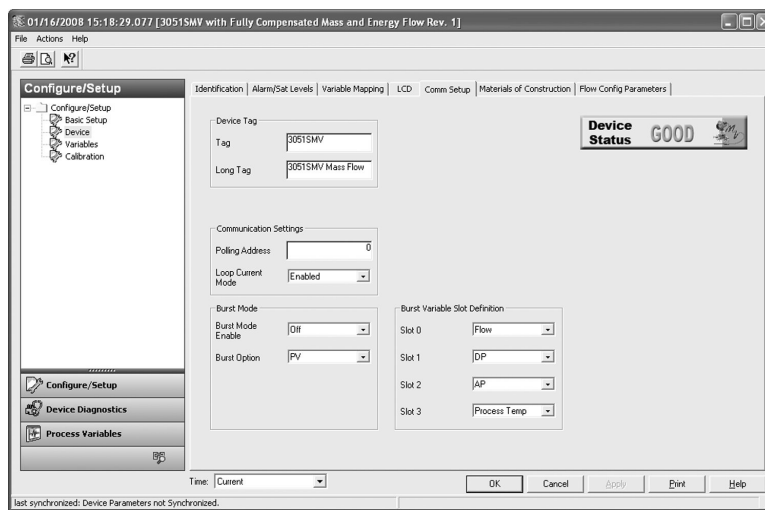 01/16/2008 15:18:29.077 [3051SMV with Fully Compensated Mass and Energy Flow Rev. 1]
File Actions Help
Configure/Setup
Configure/Setup
Basic Setup
Device
Variables
Calibration
Configure/Setup
Device Diagnostics
Process Variables
Identification Alarm/Sat Levels Variable Mapping LCD Comm Setup Materials of Construction Flow Config Parameters
Device Tag
Tag 3051SMV
Long Tag 3051SMV Mass Flow
Device Status GOOD
Communication Settings
Polling Address 0
Loop Current Mode Enabled
Burst Mode
Burst Mode Enable Off
Burst Option PV
Burst Variable Slot Definition
Slot 0 Flow
Slot 1 DP
Slot 2 AP
Slot 3 Process Temp
Time: Current
OK Cancel Apply Print Help
last synchronized: Device Parameters not Synchronized.